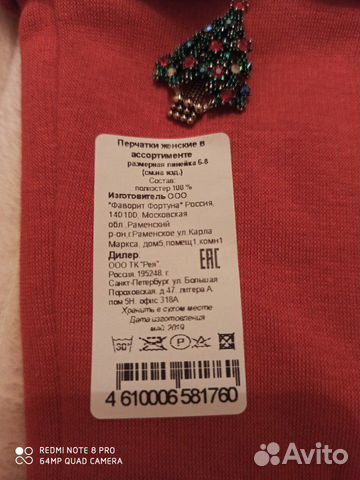 Перчатки женские в
ассортименте
размерная линейка 6-8
(см.на изд.)
Состав:
полиэстер 100 %
Изготовитель ООО
"Фаворит Фортуна" Россия,
140100, Московская
обл.,Раменский
р-он,г.Раменское ул.Карла
Маркса, дом5,помещ1,комн1
Дилер
ООО ТК "Рея"
Россия, 195248, г.
Санкт-Петербург ул. Большая
Пороховская, д.47, литера А,
пом 5Н, офис 318А
Хранить в сухом месте
Дата изготовления
май 2019
EAC
30°
P
4 610006 581760
REDMI NOTE 8 PRO
64MP QUAD CAMERA
Avito